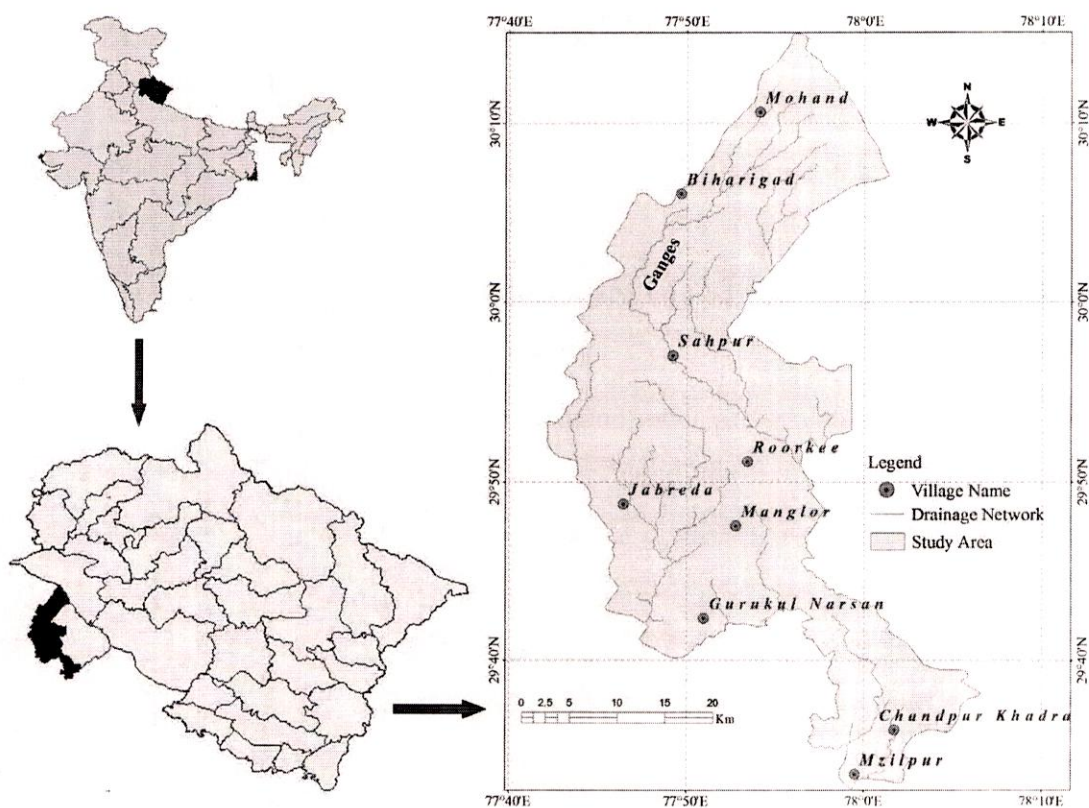 77°40'E 77°50'E 78°0'E 78°10'E
N
W E
S
30°10'N 30°10'N
Mohand
Biharigad
Ganges
30°0'N 30°0'N
Sahpur
Roorkee
Legend
Village Name
Drainage Network
Study Area
29°50'N 29°50'N
Jabreda
Manglor
Gurukul Narsan
29°40'N 29°40'N
0 2.5 5 10 15 20
Km
Chandpur Khadra
Mzilpur
77°40'E 77°50'E 78°0'E 78°10'E